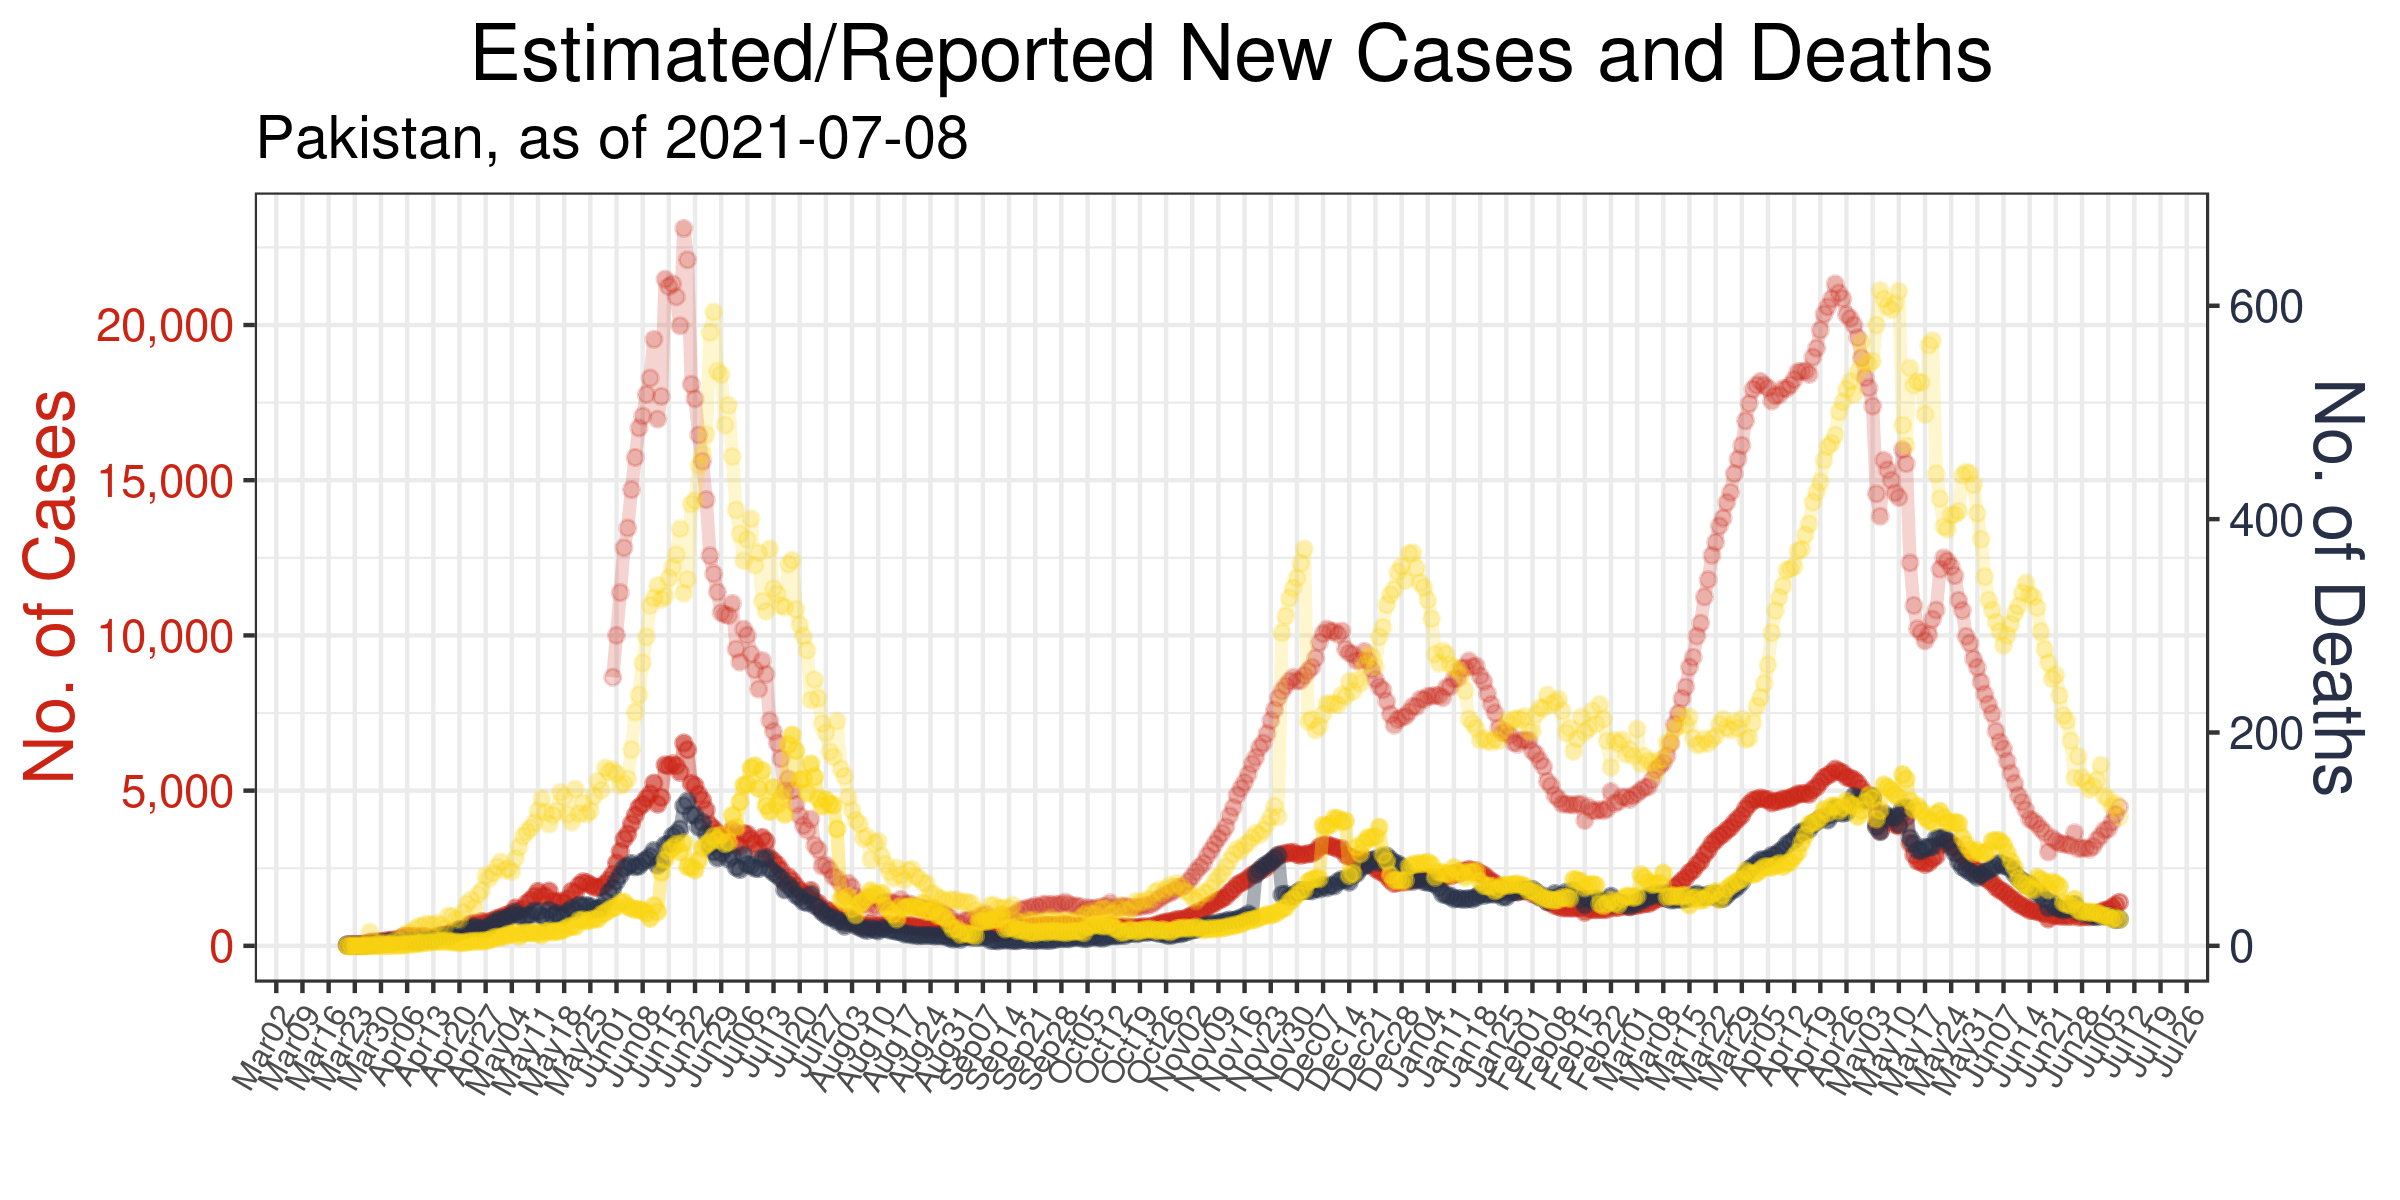 Estimated/Reported New Cases and Deaths
Pakistan, as of 2021-07-08
No. of Cases
20,000
15,000
10,000
5,000
0
600
400
200
0
No. of Deaths
Mar02 Mar09 Mar16 Mar23 Mar30 Apr06 Apr13 Apr20 Apr27 May04 May11 May18 May25 Jun01 Jun08 Jun15 Jun22 Jun29 Jul06 Jul13 Jul20 Jul27 Aug03 Aug10 Aug17 Aug24 Aug31 Sep07 Sep14 Sep21 Sep28 Oct05 Oct12 Oct19 Oct26 Nov02 Nov09 Nov16 Nov23 Nov30 Dec07 Dec14 Dec21 Dec28 Jan04 Jan11 Jan18 Jan25 Feb01 Feb08 Feb15 Feb22 Mar01 Mar08 Mar15 Mar22 Mar29 Apr05 Apr12 Apr19 Apr26 May03 May10 May17 May24 May31 Jun07 Jun14 Jun21 Jun28 Jul05 Jul12 Jul19 Jul26